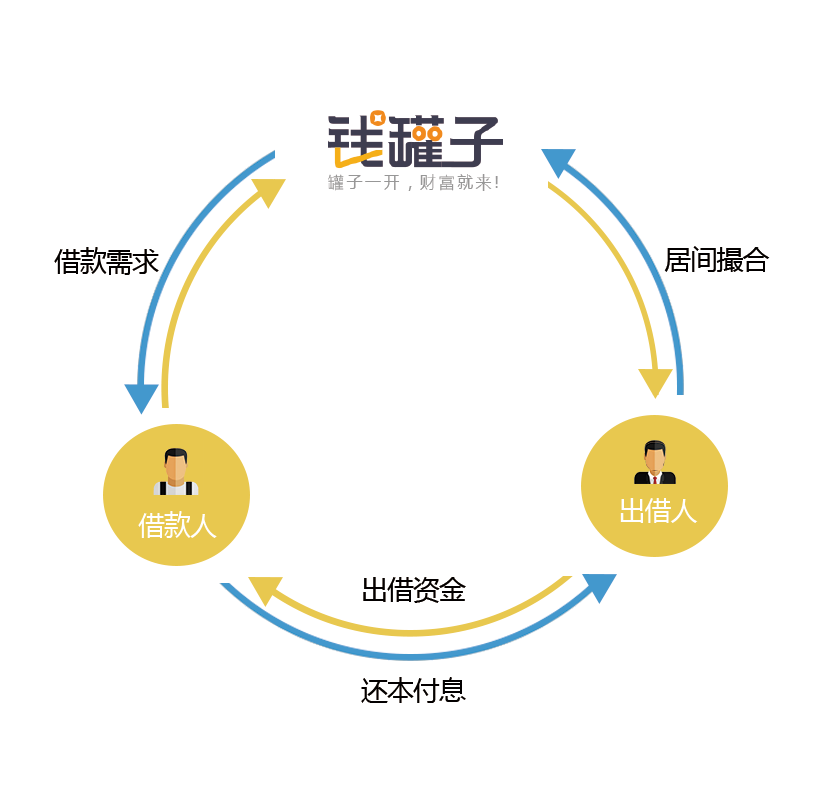 钱罐子
罐子一开，财富就来!
借款需求
居间撮合
借款人
出借人
出借资金
还本付息